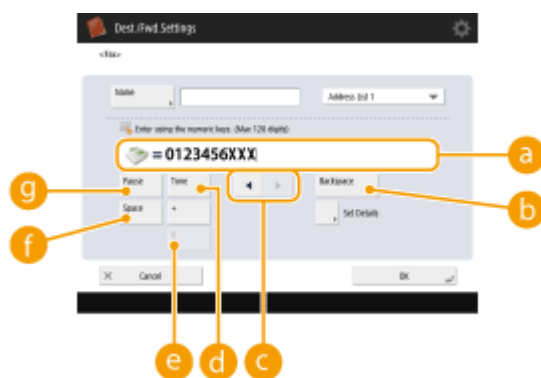 Dest./Fwd.Settings
<Fax>
Name
Address List 1
Enter using the numeric keys. (Max 120 digits)
=0123456XXX
a
Pause
Tone
Backspace
g
b
Space
+
Set Details
f
Cancel
OK
e
d
c